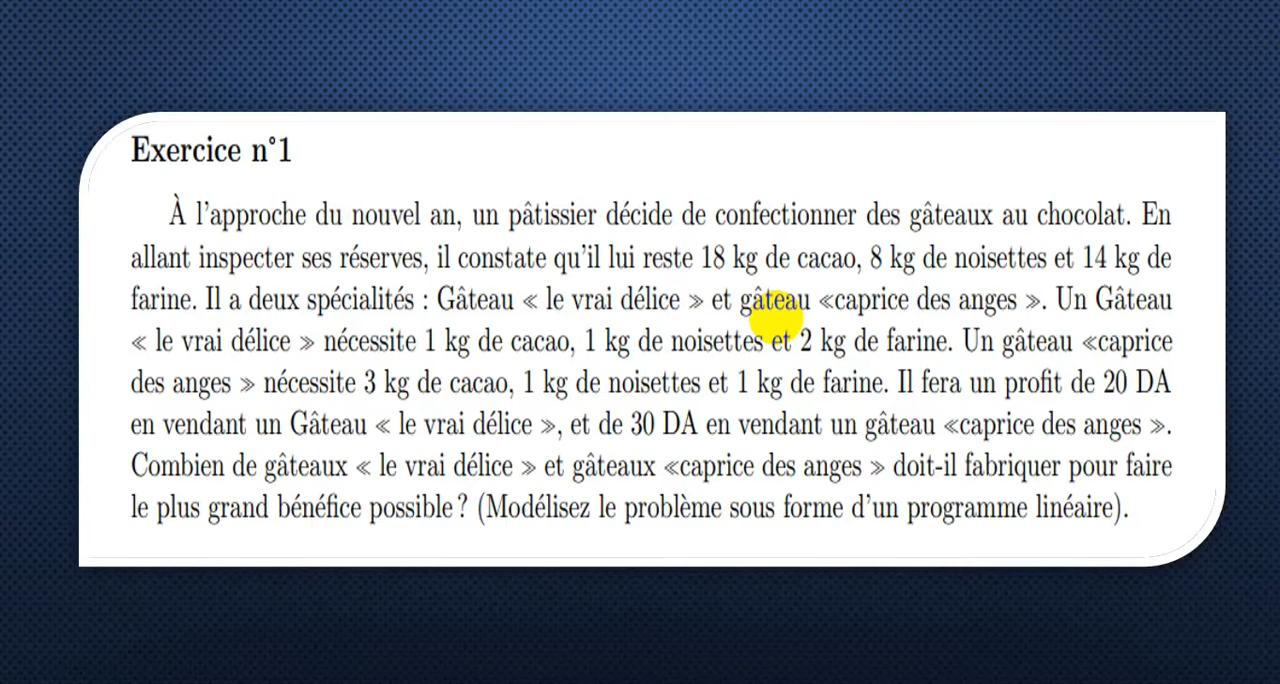 Exercice n°1
À l'approche du nouvel an, un pâtissier décide de confectionner des gâteaux au chocolat. En
allant inspecter ses réserves, il constate qu'il lui reste 18 kg de cacao, 8 kg de noisettes et 14 kg de
farine. Il a deux spécialités : Gâteau « le vrai délice » et gâteau «caprice des anges ». Un Gâteau
« le vrai délice » nécessite 1 kg de cacao, 1 kg de noisettes et 2 kg de farine. Un gâteau «caprice
des anges » nécessite 3 kg de cacao, 1 kg de noisettes et 1 kg de farine. Il fera un profit de 20 DA
en vendant un Gâteau « le vrai délice », et de 30 DA en vendant un gâteau «caprice des anges ».
Combien de gâteaux « le vrai délice » et gâteaux «caprice des anges » doit-il fabriquer pour faire
le plus grand bénéfice possible ? (Modélisez le problème sous forme d'un programme linéaire).